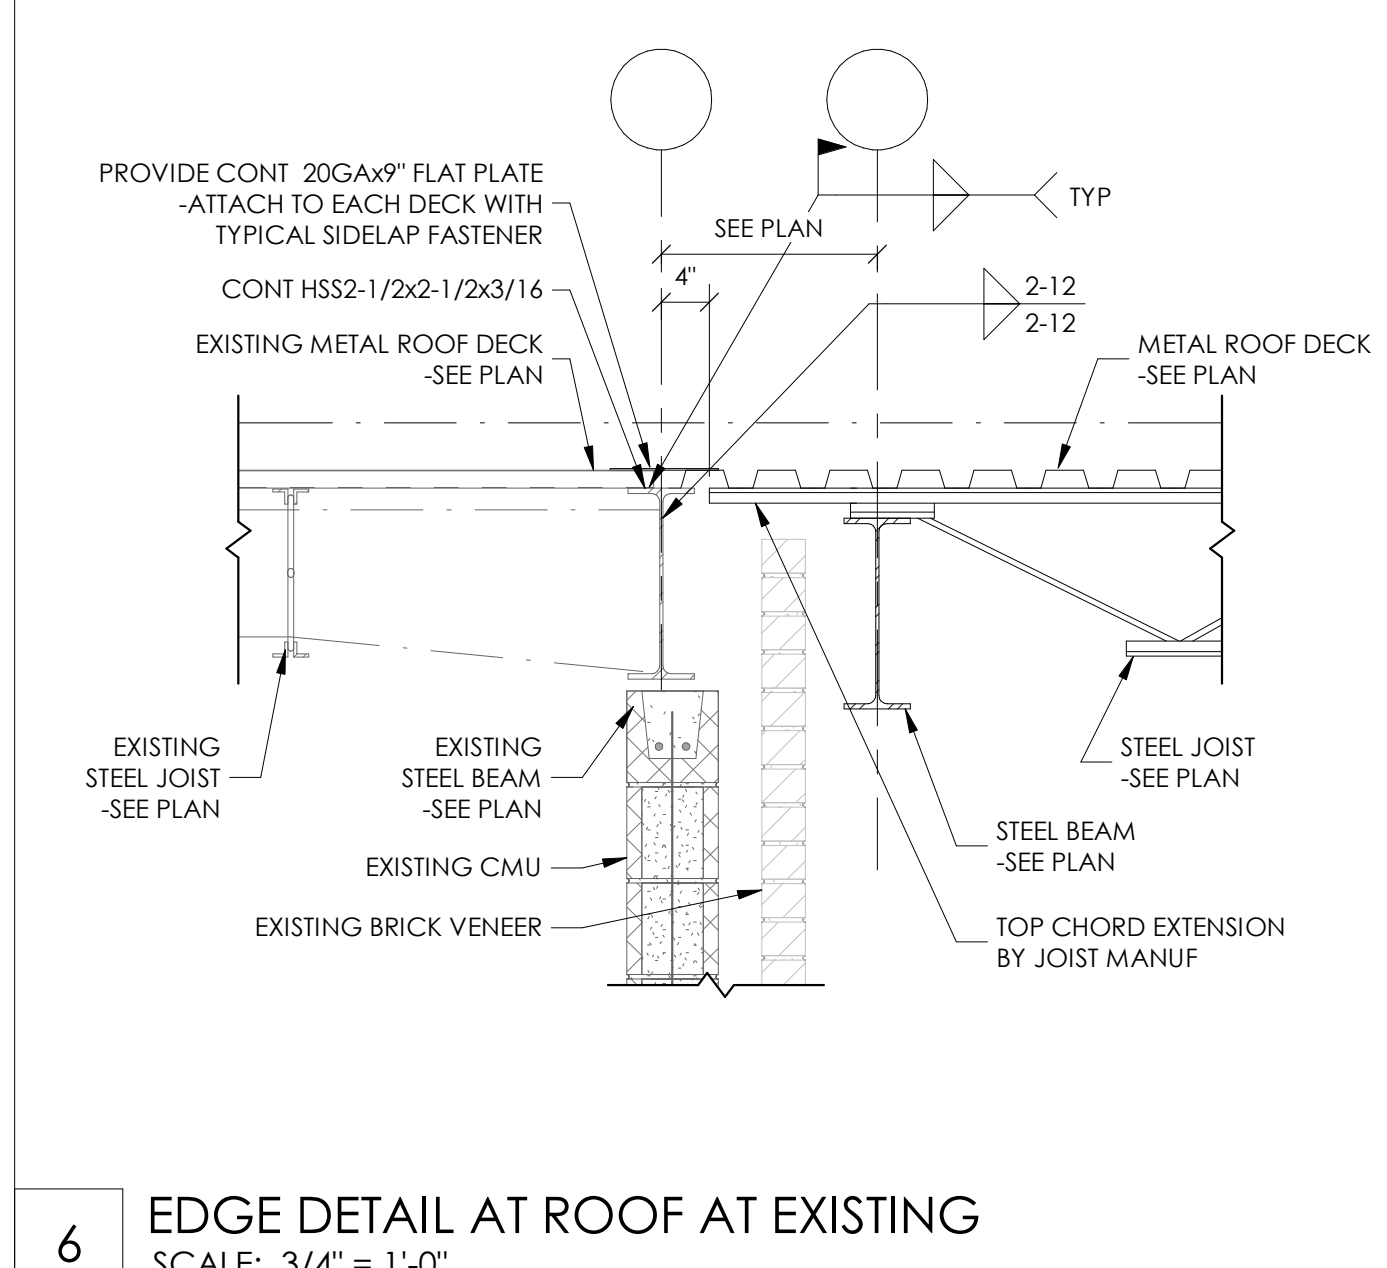 PROVIDE CONT  20GAx9" FLAT PLATE
-ATTACH TO EACH DECK WITH
TYPICAL SIDELAP FASTENER
CONT HSS2-1/2x2-1/2x3/16
EXISTING METAL ROOF DECK
-SEE PLAN
SEE PLAN
4"
TYP
2-12
2-12
METAL ROOF DECK
-SEE PLAN
EXISTING
STEEL JOIST
-SEE PLAN
EXISTING
STEEL BEAM
-SEE PLAN
EXISTING CMU
EXISTING BRICK VENEER
STEEL JOIST
-SEE PLAN
STEEL BEAM
-SEE PLAN
TOP CHORD EXTENSION
BY JOIST MANUF
6
EDGE DETAIL AT ROOF AT EXISTING
SCALE: 3/4" = 1'-0"